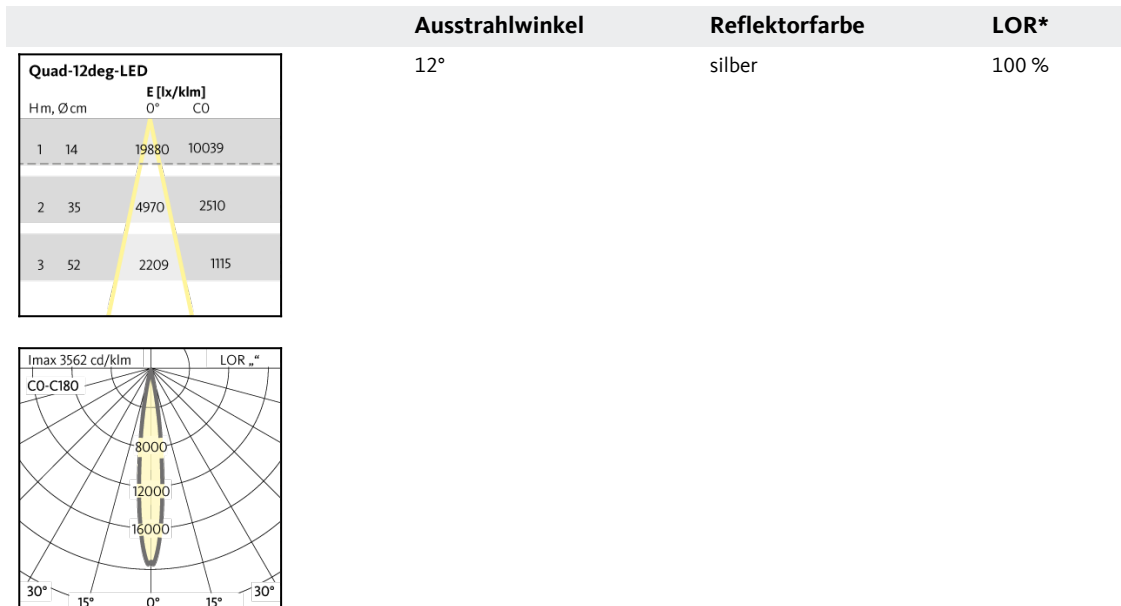 Ausstrahlwinkel Reflektorfarbe LOR*
12° silber 100 %
Quad-12deg-LED
E [lx/klm]
H m, Ø cm 0° C0
1 14 19880 10039
2 35 4970 2510
3 52 2209 1115
Imax 3562 cd/klm LOR „“
C0-C180
8000
12000
16000
30° 30°
15° 0° 15°